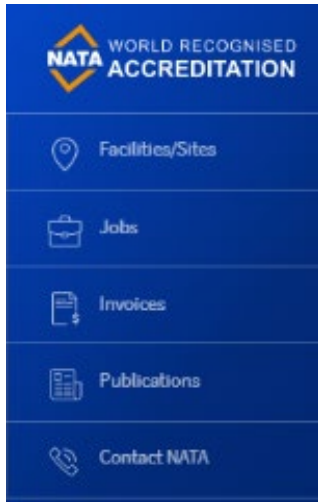 WORLD RECOGNISED
NATA ACCREDITATION
Facilities/Sites
Jobs
Invoices
Publications
Contact NATA